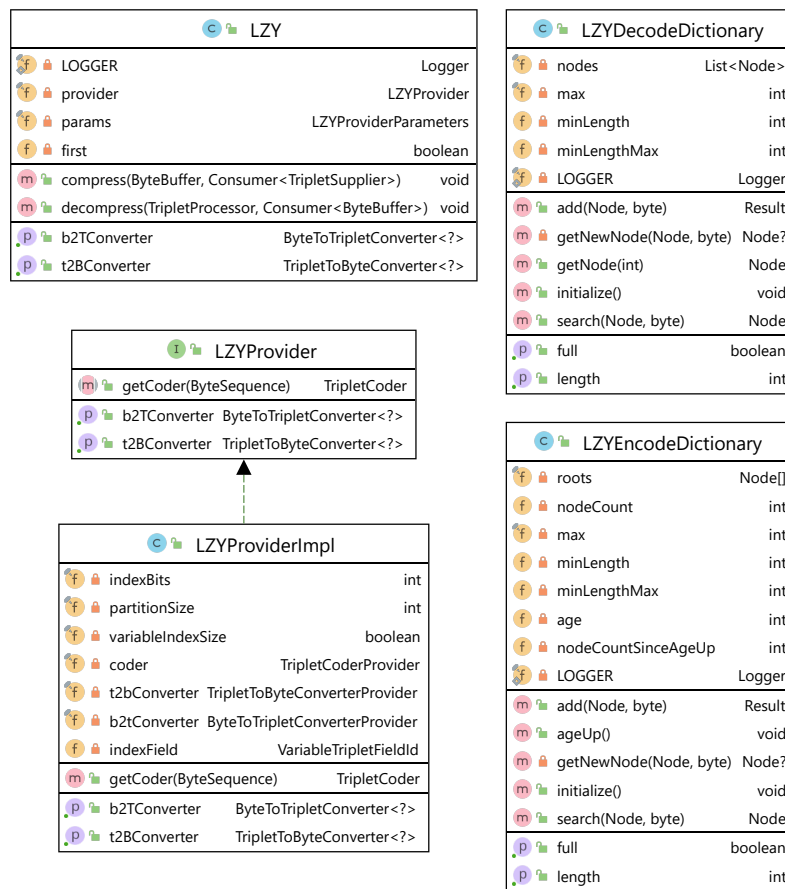 LZY
LOGGER Logger
provider LZYProvider
params LZYProviderParameters
first boolean
compress(ByteBuffer, Consumer<TripletSupplier>) void
decompress(TripletProcessor, Consumer<ByteBuffer>) void
b2TConverter ByteToTripletConverter<?>
t2BConverter TripletToByteConverter<?>
LZYProvider
getCoder(ByteSequence) TripletCoder
b2TConverter ByteToTripletConverter<?>
t2BConverter TripletToByteConverter<?>
LZYProviderImpl
indexBits int
partitionSize int
variableIndexSize boolean
coder TripletCoderProvider
t2bConverter TripletToByteConverterProvider
b2tConverter ByteToTripletConverterProvider
indexField VariableTripletFieldId
getCoder(ByteSequence) TripletCoder
b2TConverter ByteToTripletConverter<?>
t2BConverter TripletToByteConverter<?>
LZYDecodeDictionary
nodes List<Node>
max int
minLength int
minLengthMax int
LOGGER Logger
add(Node, byte) Result
getNewNode(Node, byte) Node?
getNode(int) Node
initialize() void
search(Node, byte) Node
full boolean
length int
LZYEncodeDictionary
roots Node[]
nodeCount int
max int
minLength int
minLengthMax int
age int
nodeCountSinceAgeUp int
LOGGER Logger
add(Node, byte) Result
ageUp() void
getNewNode(Node, byte) Node?
initialize() void
search(Node, byte) Node
full boolean
length int